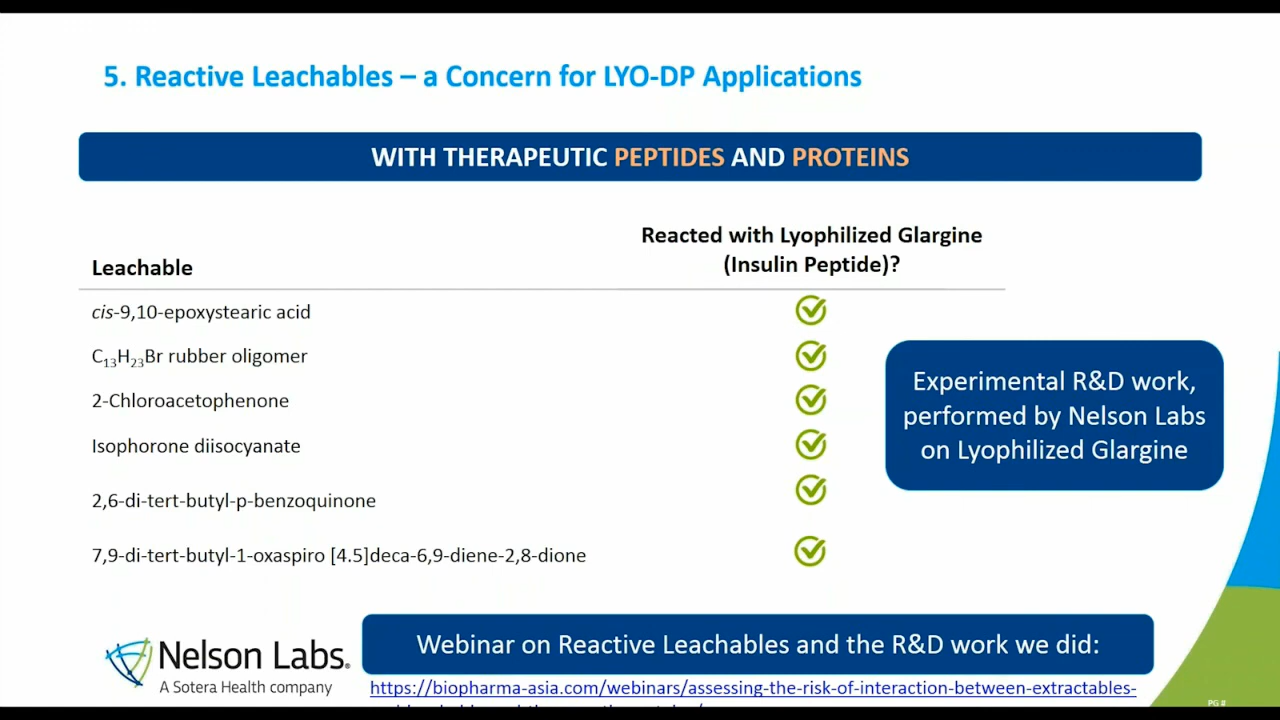 5. Reactive Leachables – a Concern for LYO-DP Applications
WITH THERAPEUTIC PEPTIDES AND PROTEINS
Leachable
Reacted with Lyophilized Glargine
(Insulin Peptide)?
cis-9,10-epoxystearic acid
C₁₃H₂₃Br rubber oligomer
2-Chloroacetophenone
Isophorone diisocyanate
2,6-di-tert-butyl-p-benzoquinone
7,9-di-tert-butyl-1-oxaspiro [4.5]deca-6,9-diene-2,8-dione
Experimental R&D work,
performed by Nelson Labs
on Lyophilized Glargine
Nelson Labs®
A Sotera Health company
Webinar on Reactive Leachables and the R&D work we did:
https://biopharma-asia.com/webinars/assessing-the-risk-of-interaction-between-extractables-
PG #